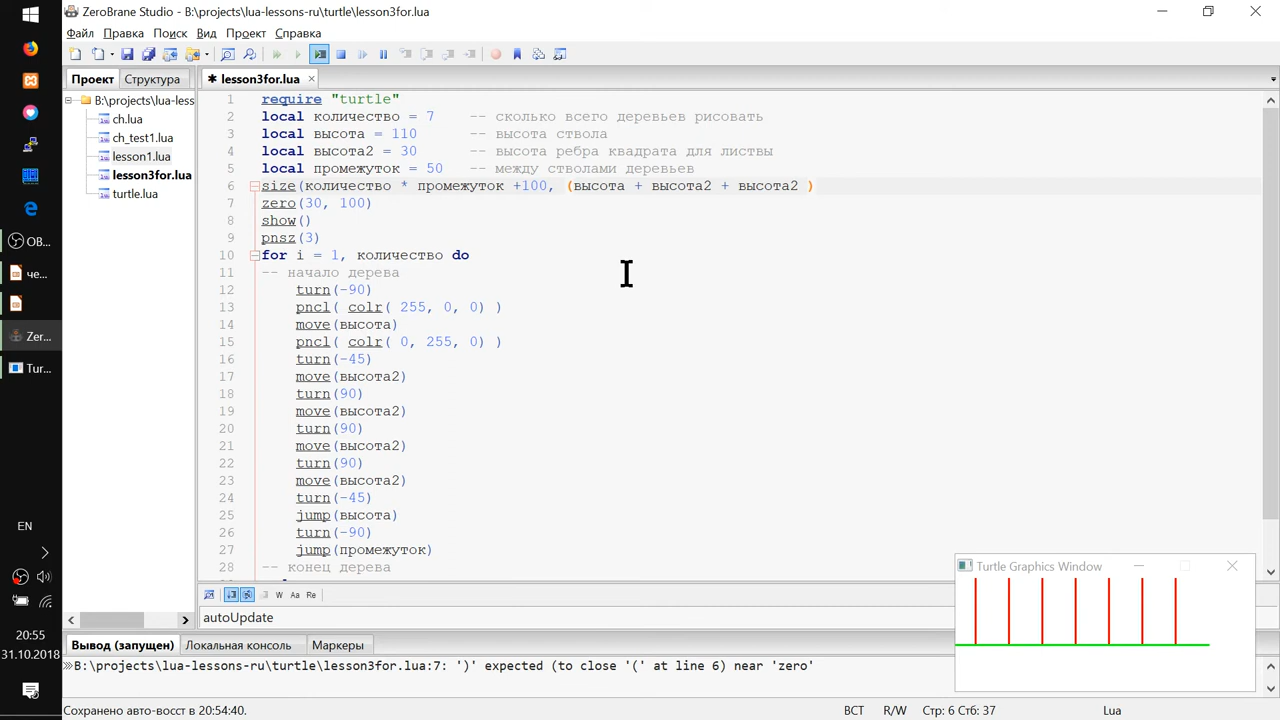 ZeroBrane Studio - B:\projects\lua-lessons-ru\turtle\lesson3for.lua
Файл Правка Поиск Вид Проект Справка
Проект Структура
✱ lesson3for.lua
B:\projects\lua-less
ch.lua
ch_test1.lua
lesson1.lua
lesson3for.lua
turtle.lua
1 require "turtle"
2 local количество = 7 -- сколько всего деревьев рисовать
3 local высота = 110 -- высота ствола
4 local высота2 = 30 -- высота ребра квадрата для листвы
5 local промежуток = 50 -- между стволами деревьев
6 size(количество * промежуток +100, (высота + высота2 + высота2 )
7 zero(30, 100)
8 show()
9 pnsz(3)
10 for i = 1, количество do
11 -- начало дерева
12 turn(-90)
13 pncl( colr( 255, 0, 0) )
14 move(высота)
15 pncl( colr( 0, 255, 0) )
16 turn(-45)
17 move(высота2)
18 turn(90)
19 move(высота2)
20 turn(90)
21 move(высота2)
22 turn(90)
23 move(высота2)
24 turn(-45)
25 jump(высота)
26 turn(-90)
27 jump(промежуток)
28 -- конец дерева
OB...
че...
Zer...
Tur...
EN
20:55
31.10.2018
Turtle Graphics Window
W Aa Re
autoUpdate
Вывод (запущен) Локальная консоль Маркеры
B:\projects\lua-lessons-ru\turtle\lesson3for.lua:7: ')' expected (to close '(' at line 6) near 'zero'
Сохранено авто-восст в 20:54:40. ВСТ R/W Стр: 6 Стб: 37 Lua